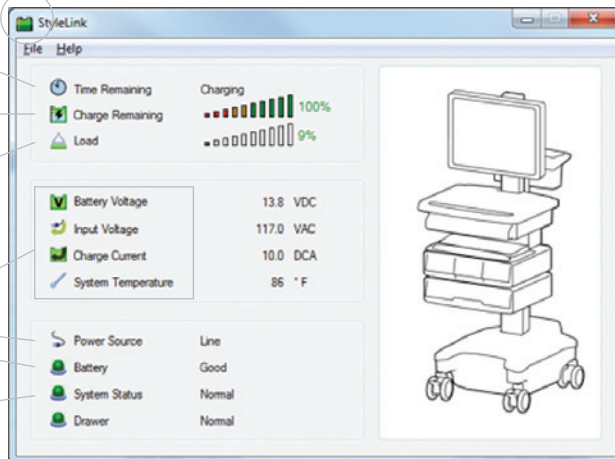 StyleLink
File Help
Time Remaining Charging
Charge Remaining 100%
Load 9%
Battery Voltage 13.8 VDC
Input Voltage 117.0 VAC
Charge Current 10.0 DCA
System Temperature 86 ° F
Power Source Line
Battery Good
System Status Normal
Drawer Normal